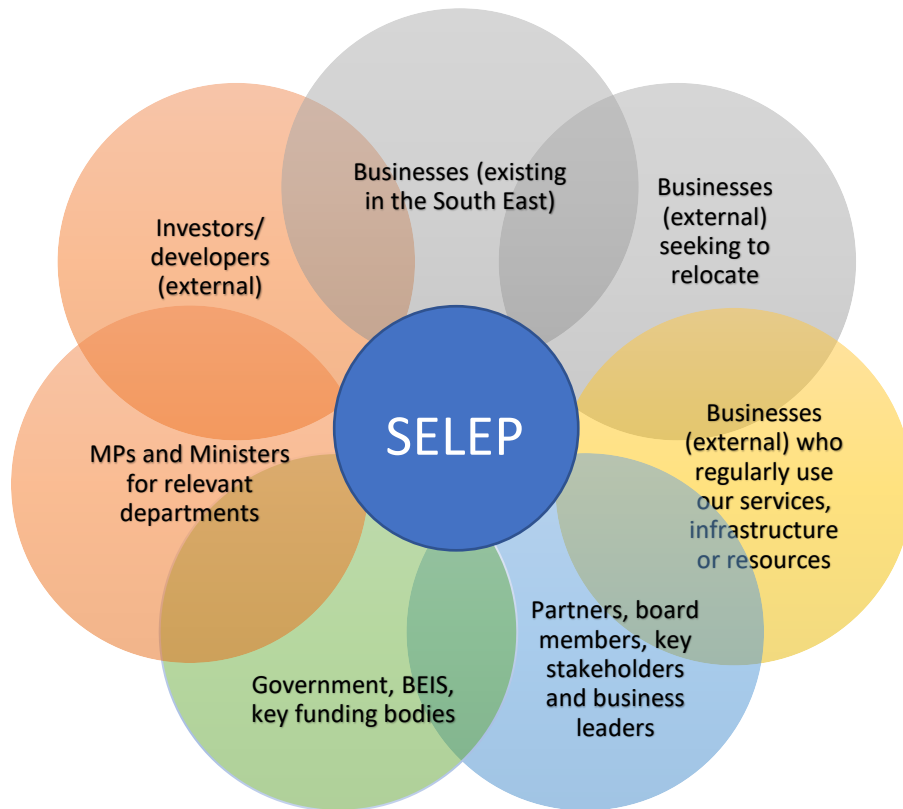 Businesses (existing
in the South East)
Businesses
(external)
seeking to
relocate
Investors/
developers
(external)
Businesses
(external) who
regularly use
our services,
infrastructure
or resources
SELEP
MPs and Ministers
for relevant
departments
Partners, board
members, key
stakeholders
and business
leaders
Government, BEIS,
key funding bodies